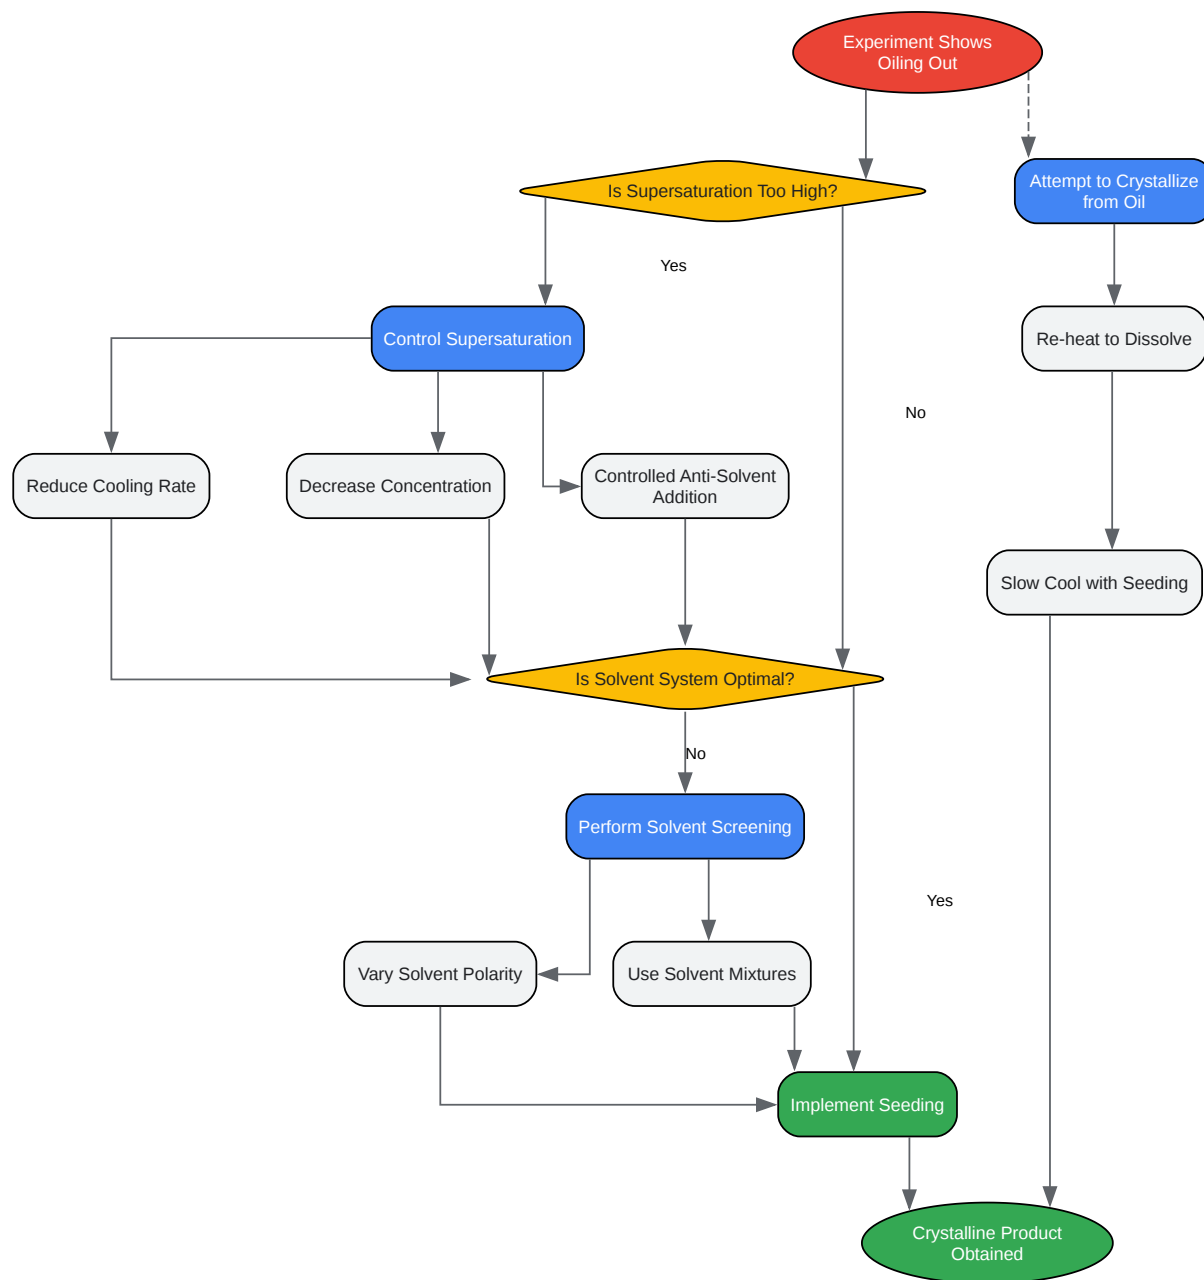 Experiment Shows
Oiling Out
Is Supersaturation Too High?
Attempt to Crystallize
from Oil
Yes
Control Supersaturation
Re-heat to Dissolve
No
Reduce Cooling Rate
Decrease Concentration
Controlled Anti-Solvent
Addition
Slow Cool with Seeding
Is Solvent System Optimal?
No
Perform Solvent Screening
Yes
Vary Solvent Polarity
Use Solvent Mixtures
Implement Seeding
Crystalline Product
Obtained